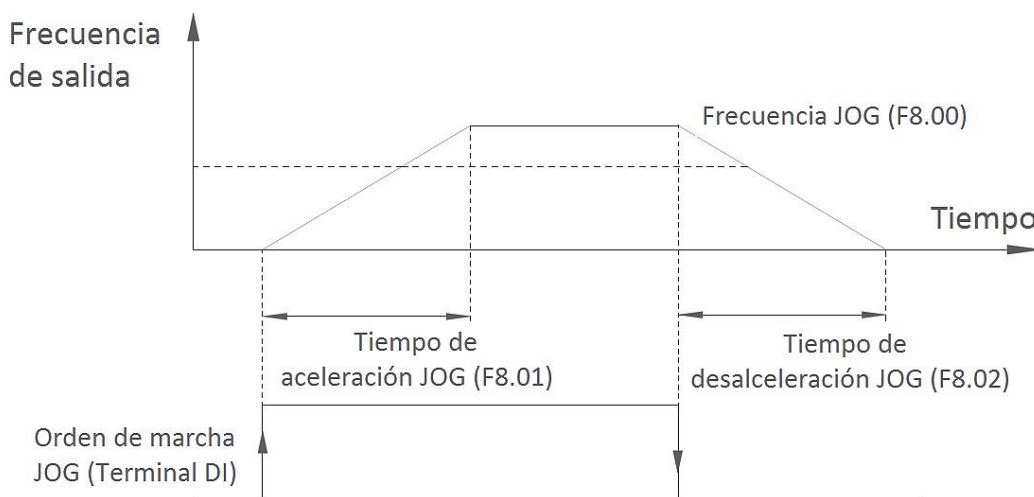 Frecuencia
de salida
Frecuencia JOG (F8.00)
Tiempo
Tiempo de
aceleración JOG (F8.01)
Tiempo de
desalceleración JOG (F8.02)
Orden de marcha
JOG (Terminal DI)